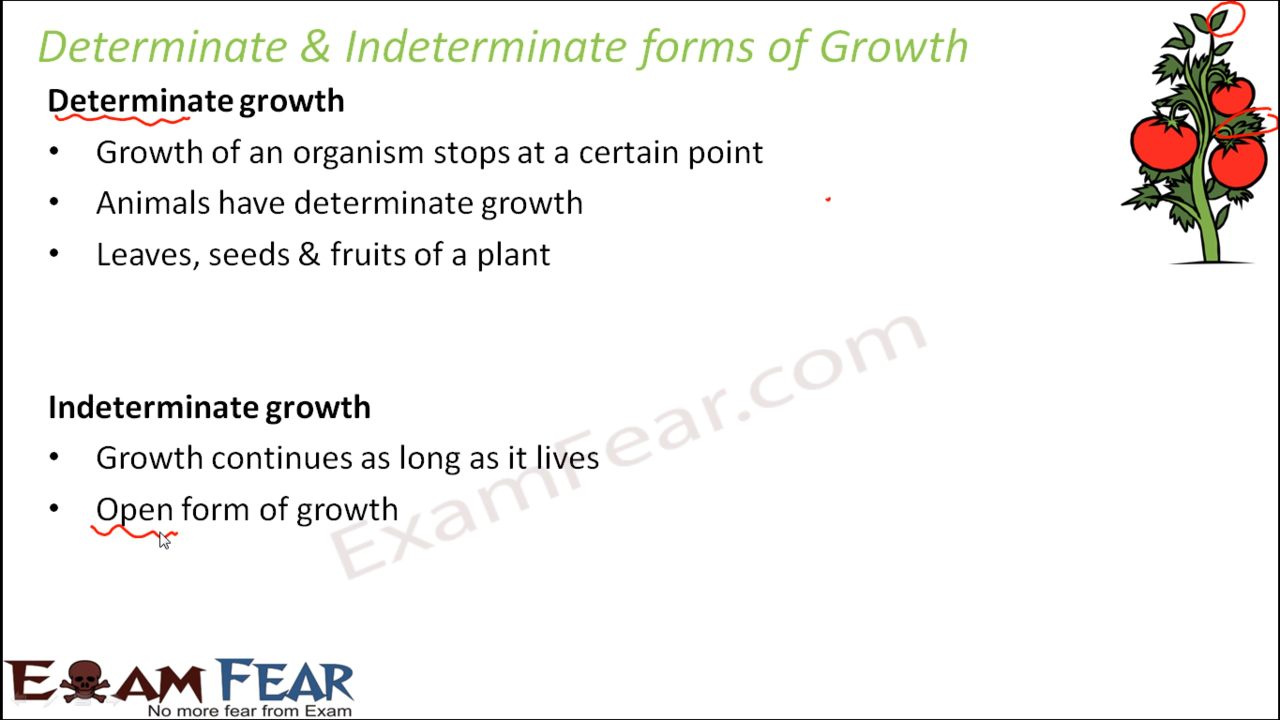 Determinate & Indeterminate forms of Growth
Determinate growth
• Growth of an organism stops at a certain point
• Animals have determinate growth
• Leaves, seeds & fruits of a plant
Indeterminate growth
• Growth continues as long as it lives
• Open form of growth
ExamFear.com
EXAM FEAR
No more fear from Exam